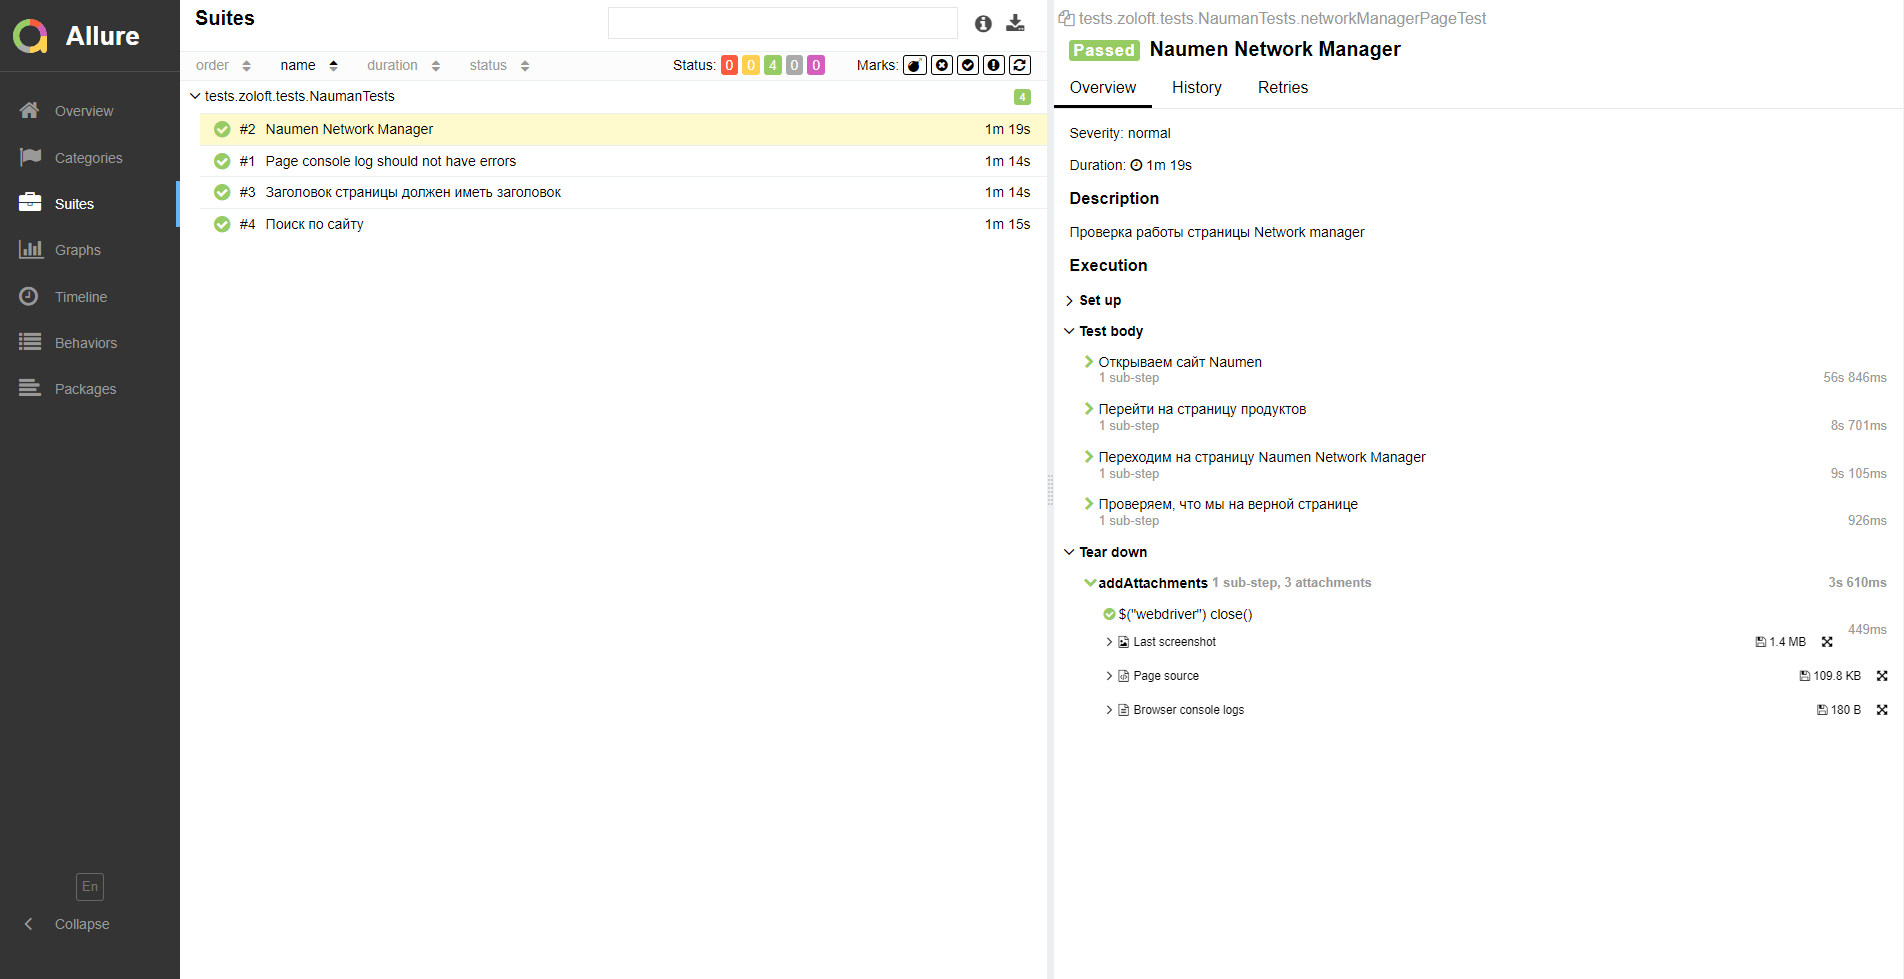 Allure
Overview
Categories
Suites
Graphs
Timeline
Behaviors
Packages
En
Collapse
Suites
order name duration status Status: 0 0 4 0 0 Marks:
tests.zoloft.tests.NaumanTests 4
#2 Naumen Network Manager 1m 19s
#1 Page console log should not have errors 1m 14s
#3 Заголовок страницы должен иметь заголовок 1m 14s
#4 Поиск по сайту 1m 15s
tests.zoloft.tests.NaumanTests.networkManagerPageTest
Passed Naumen Network Manager
Overview History Retries
Severity: normal
Duration: 1m 19s
Description
Проверка работы страницы Network manager
Execution
Set up
Test body
Открываем сайт Naumen
1 sub-step 56s 846ms
Перейти на страницу продуктов
1 sub-step 8s 701ms
Переходим на страницу Naumen Network Manager
1 sub-step 9s 105ms
Проверяем, что мы на верной странице
1 sub-step 926ms
Tear down
addAttachments 1 sub-step, 3 attachments 3s 610ms
$("webdriver") close()
449ms
Last screenshot 1.4 MB
Page source 109.8 KB
Browser console logs 180 B